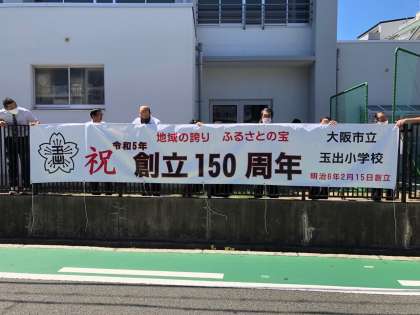 地域の誇り ふるさとの宝
祝 令和5年
創立150周年
大阪市立
玉出小学校
明治6年2月15日創立